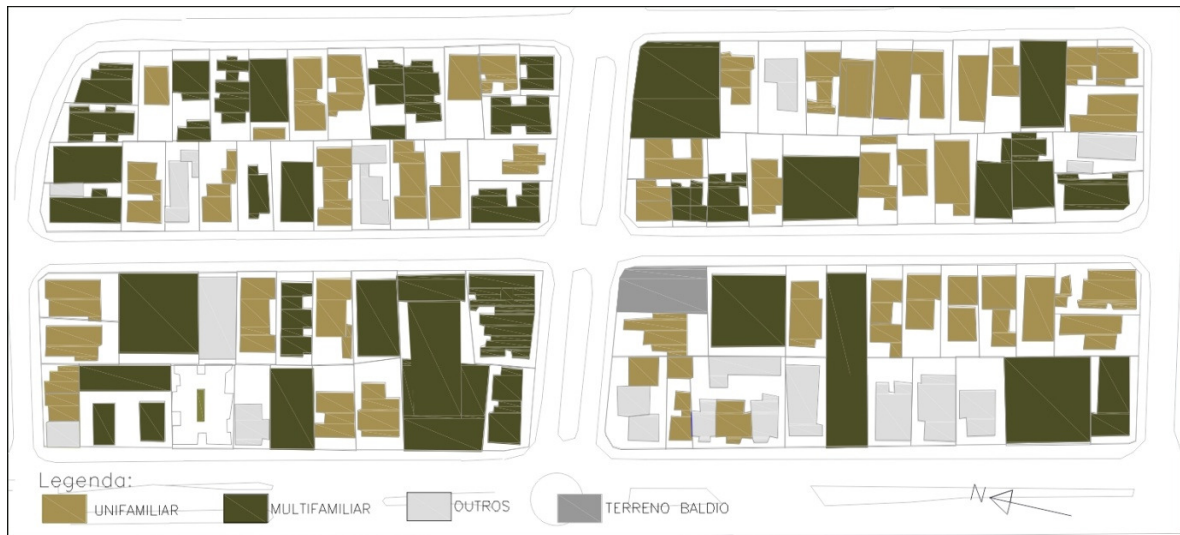 Legenda:
UNIFAMILIAR
MULTIFAMILIAR
OUTROS
TERRENO BALDIO
N